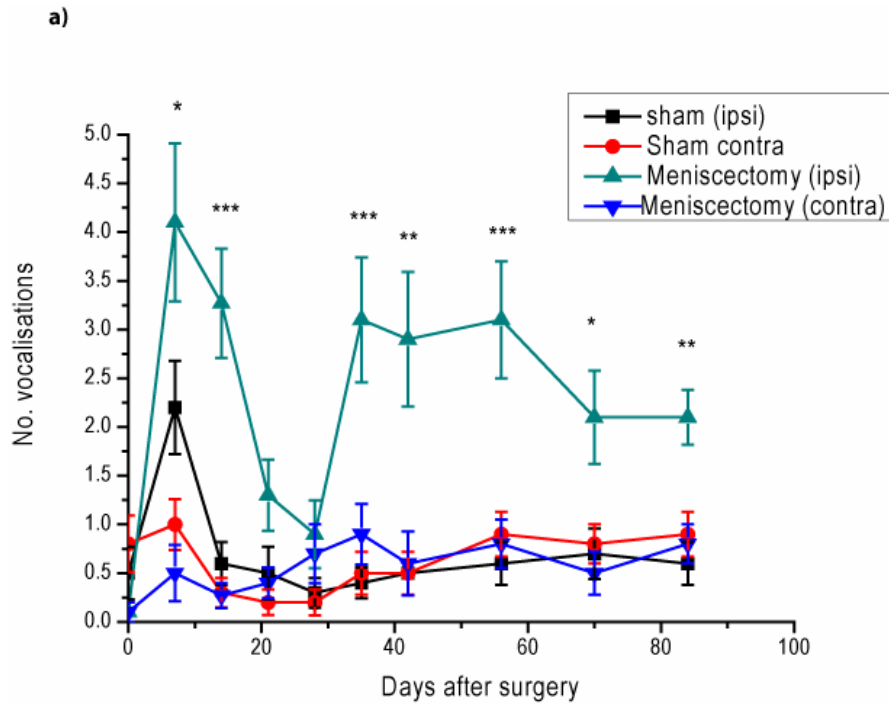 a)
sham (ipsi)
Sham contra
Meniscectomy (ipsi)
Meniscectomy (contra)
*
***
***
**
***
*
**
5.0
4.5
4.0
3.5
3.0
2.5
2.0
1.5
1.0
0.5
0.0
No. vocalisations
0 20 40 60 80 100
Days after surgery